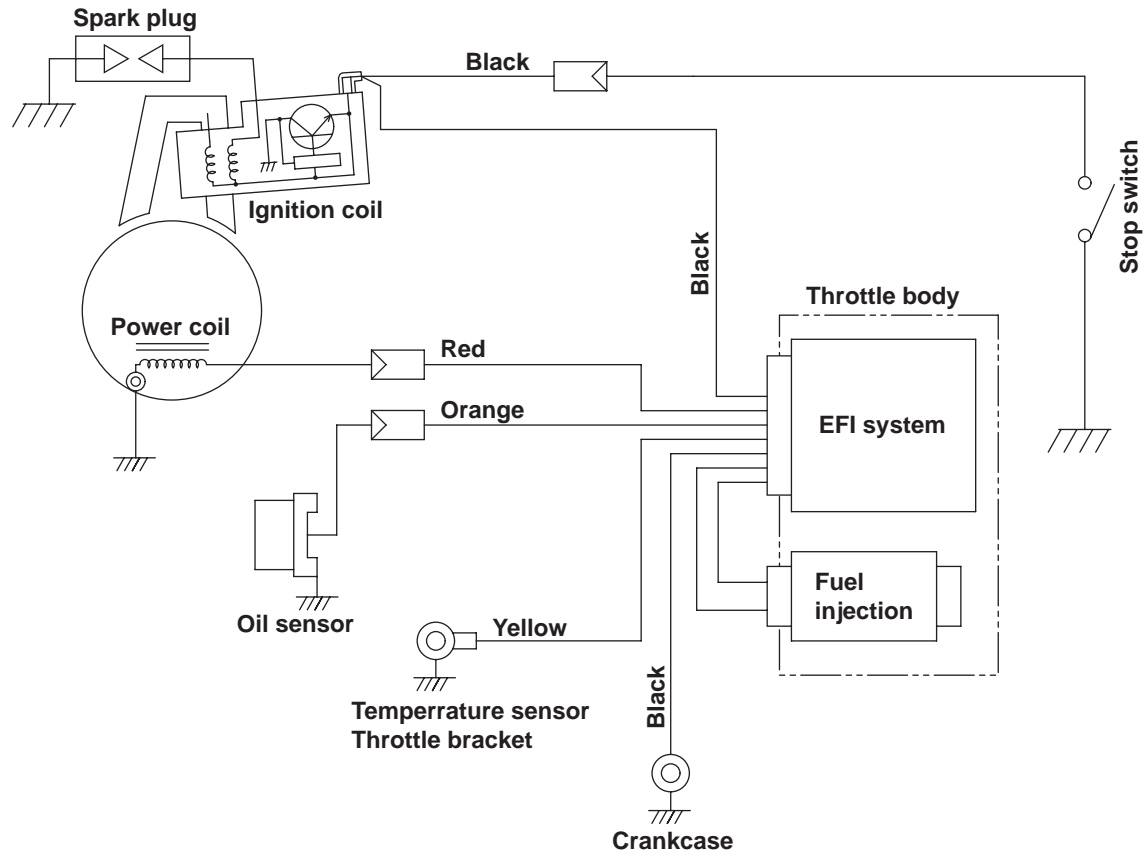 Spark plug
Black
Ignition coil
Stop switch
Black
Throttle body
Power coil
Red
Orange
EFI system
Fuel
injection
Oil sensor
Yellow
Temperrature sensor
Throttle bracket
Black
Crankcase